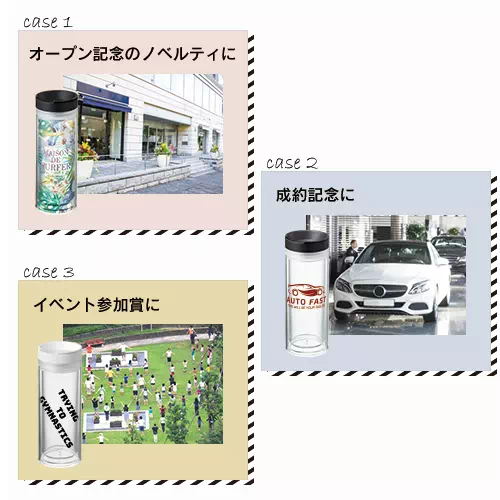 case 1
オープン記念のノベルティに
MAISON
DE
SURFER
case 2
成約記念に
AUTO FAST
case 3
イベント参加賞に
TRYING
TO
GYMNASTICS